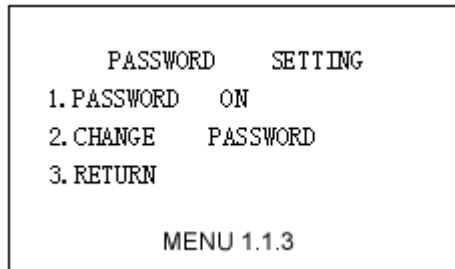 PASSWORD SETTING
1. PASSWORD ON
2. CHANGE PASSWORD
3. RETURN
MENU 1.1.3